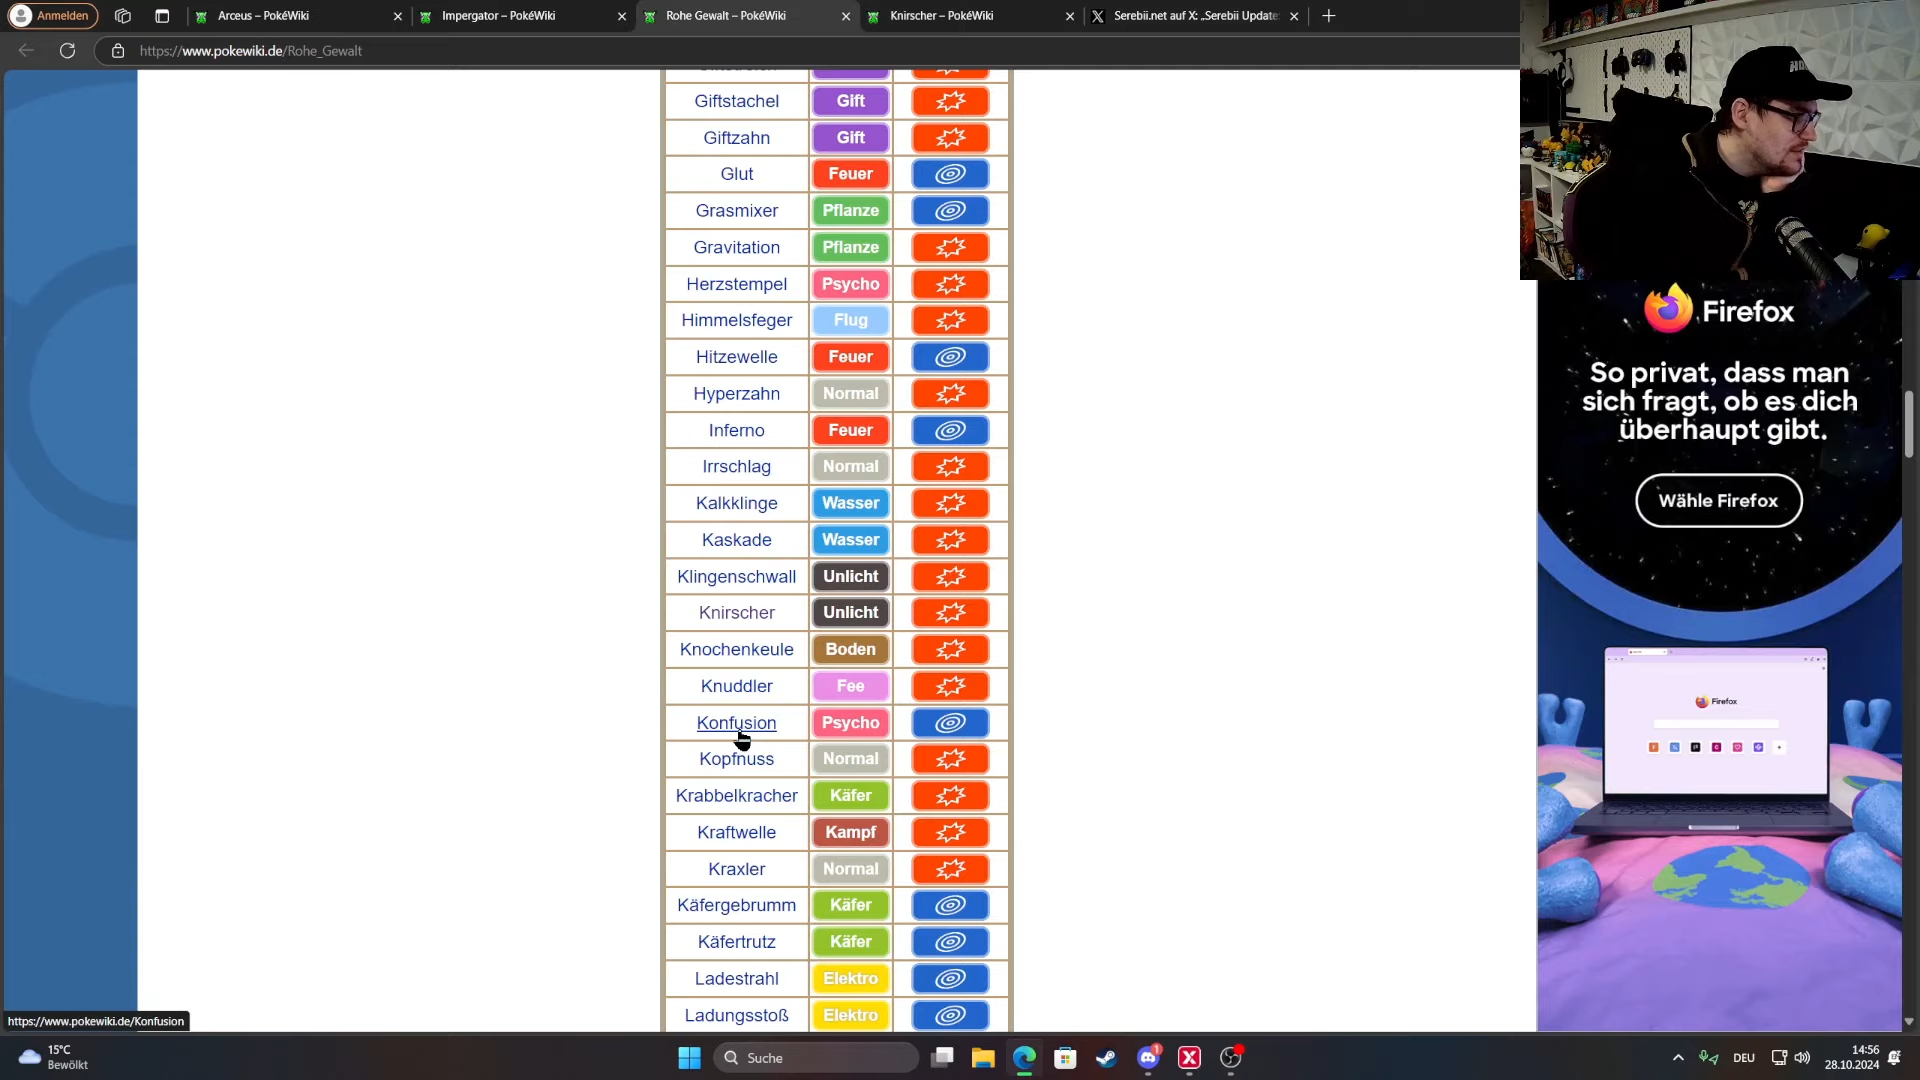 Anmelden
Arceus – PokéWiki
Impergator – PokéWiki
Rohe Gewalt – PokéWiki
Knirscher – PokéWiki
Serebii.net auf X: „Serebii Update:
https://www.pokewiki.de/Rohe_Gewalt
Giftstachel Gift
Giftzahn Gift
Glut Feuer
Grasmixer Pflanze
Gravitation Pflanze
Herzstempel Psycho
Himmelsfeger Flug
Hitzewelle Feuer
Hyperzahn Normal
Inferno Feuer
Irrschlag Normal
Kalkklinge Wasser
Kaskade Wasser
Klingenschwall Unlicht
Knirscher Unlicht
Knochenkeule Boden
Knuddler Fee
Konfusion Psycho
Kopfnuss Normal
Krabbelkracher Käfer
Kraftwelle Kampf
Kraxler Normal
Käfergebrumm Käfer
Käfertrutz Käfer
Ladestrahl Elektro
Ladungsstoß Elektro
Firefox
So privat, dass man
sich fragt, ob es dich
überhaupt gibt.
Wähle Firefox
Firefox
https://www.pokewiki.de/Konfusion
15°C
Bewölkt
Suche
1
DEU
14:56
28.10.2024